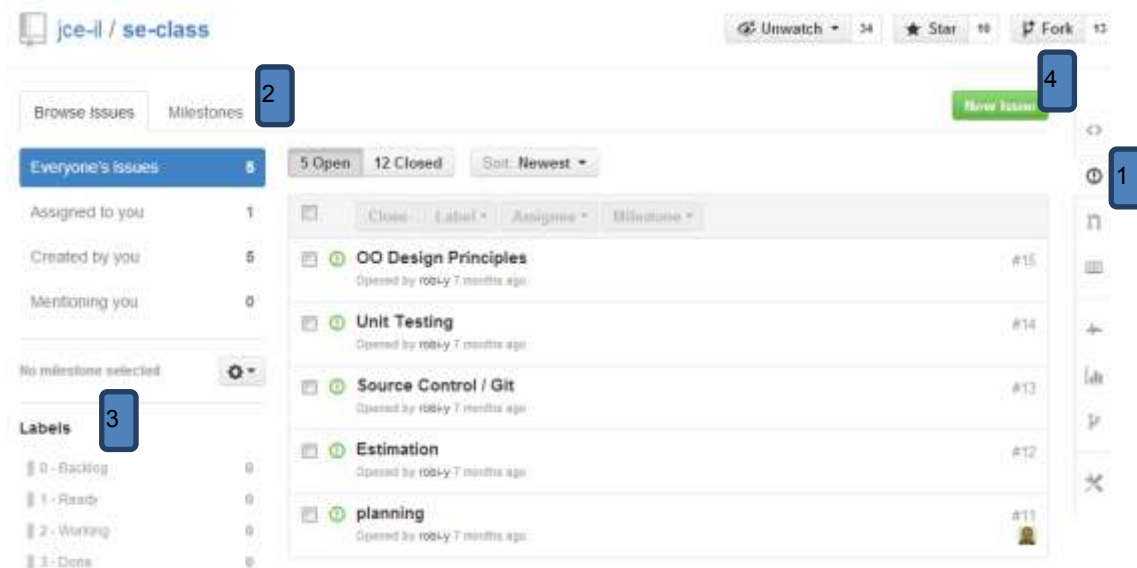 jce-il / se-class
Unwatch 34 Star 10 Fork 13
4
2
Browse Issues Milestones New Issue
Everyone's Issues 5
5 Open 12 Closed Sort: Newest
1
Assigned to you 1
Close Label Assignee Milestone
Created by you 5
OO Design Principles #15
Opened by robi-y 7 months ago
Mentioning you 0
Unit Testing #14
Opened by robi-y 7 months ago
No milestone selected
Source Control / Git #13
Opened by robi-y 7 months ago
3
Labels
Estimation #12
Opened by robi-y 7 months ago
0 - Backlog 0
1 - Ready 0
planning #11
Opened by robi-y 7 months ago
2 - Working 0
3 - Done 0